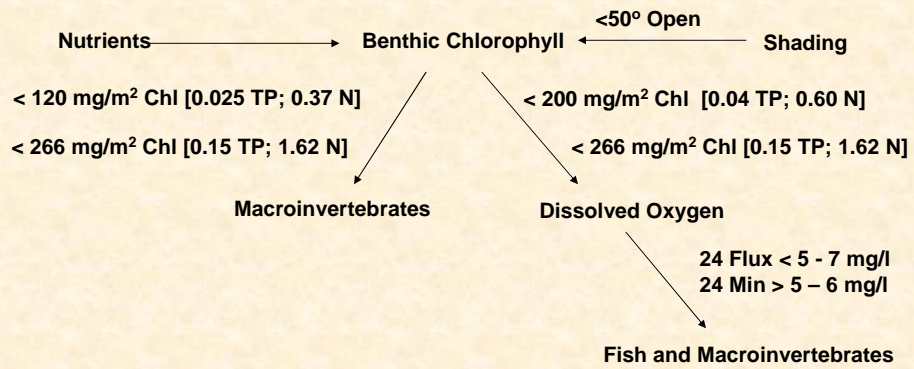 <50º Open
Nutrients
Benthic Chlorophyll
Shading
< 120 mg/m² Chl [0.025 TP; 0.37 N]
< 200 mg/m² Chl [0.04 TP; 0.60 N]
< 266 mg/m² Chl [0.15 TP; 1.62 N]
< 266 mg/m² Chl [0.15 TP; 1.62 N]
Macroinvertebrates
Dissolved Oxygen
24 Flux < 5 - 7 mg/l
24 Min > 5 – 6 mg/l
Fish and Macroinvertebrates